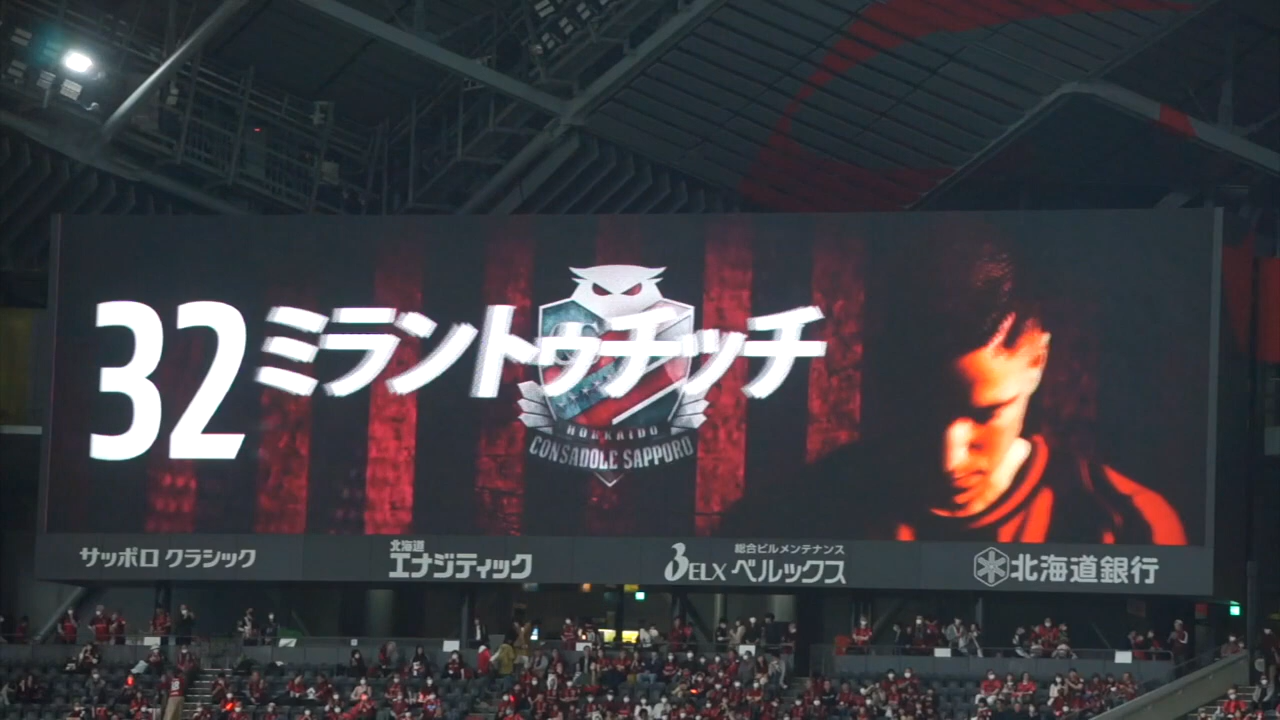 32 ミラントゥチッチ
HOKKAIDO
CONSADOLE SAPPORO
サッポロ クラシック
北海道
エナジティック
総合ビルメンテナンス
BELX ベルックス
北海道銀行